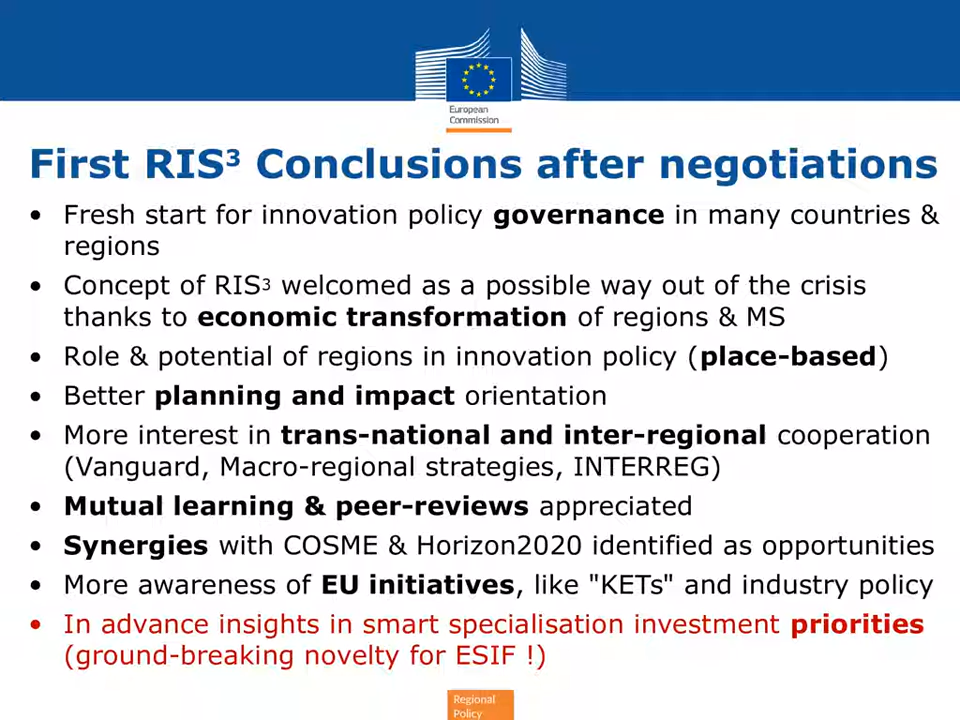 European
Commission
First RIS³ Conclusions after negotiations
• Fresh start for innovation policy governance in many countries &
regions
• Concept of RIS³ welcomed as a possible way out of the crisis
thanks to economic transformation of regions & MS
• Role & potential of regions in innovation policy (place-based)
• Better planning and impact orientation
• More interest in trans-national and inter-regional cooperation
(Vanguard, Macro-regional strategies, INTERREG)
• Mutual learning & peer-reviews appreciated
• Synergies with COSME & Horizon2020 identified as opportunities
• More awareness of EU initiatives, like "KETs" and industry policy
• In advance insights in smart specialisation investment priorities
(ground-breaking novelty for ESIF !)
Regional
Policy